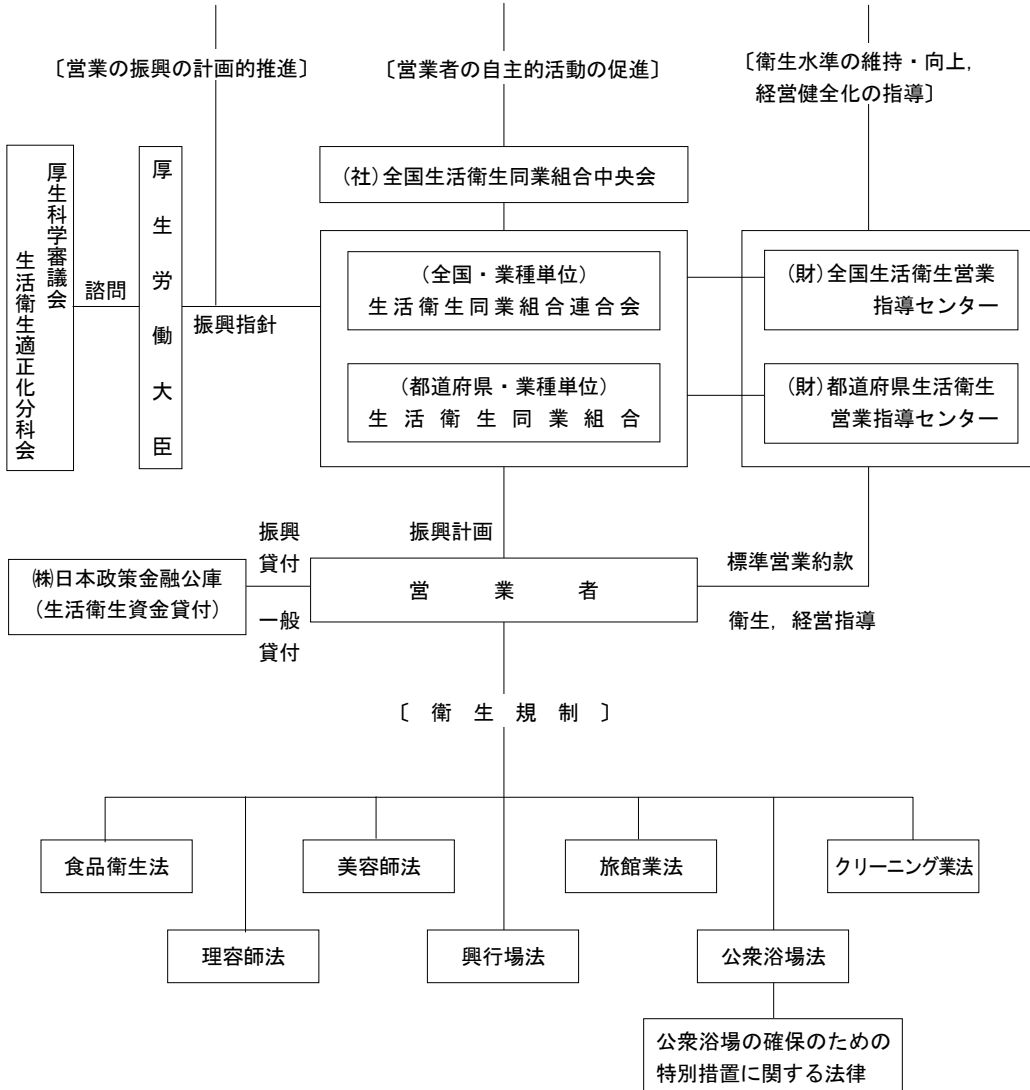 〔営業の振興の計画的推進〕
〔営業者の自主的活動の促進〕
〔衛生水準の維持・向上，
経営健全化の指導〕
厚生科学審議会
生活衛生適正化分科会
諮問
厚生労働大臣
振興指針
(社)全国生活衛生同業組合中央会
(全国・業種単位)
生活衛生同業組合連合会
(都道府県・業種単位)
生活衛生同業組合
(財)全国生活衛生営業
指導センター
(財)都道府県生活衛生
営業指導センター
振興
貸付
振興計画
標準営業約款
㈱日本政策金融公庫
(生活衛生資金貸付)
営業者
一般
貸付
衛生，経営指導
〔衛生規制〕
食品衛生法
美容師法
旅館業法
クリーニング業法
理容師法
興行場法
公衆浴場法
公衆浴場の確保のための
特別措置に関する法律